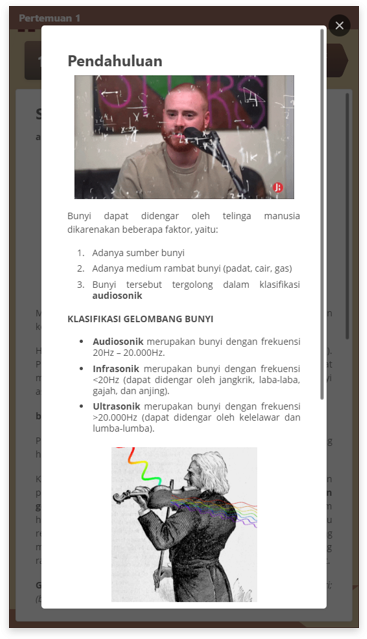 Pertemuan 1
Pendahuluan
Bunyi dapat didengar oleh telinga manusia
dikarenakan beberapa faktor, yaitu:
1. Adanya sumber bunyi
2. Adanya medium rambat bunyi (padat, cair, gas)
3. Bunyi tersebut tergolong dalam klasifikasi
audiosonik
KLASIFIKASI GELOMBANG BUNYI
• Audiosonik merupakan bunyi dengan frekuensi
20Hz – 20.000Hz.
• Infrasonik merupakan bunyi dengan frekuensi
<20Hz (dapat didengar oleh jangkrik, laba-laba,
gajah, dan anjing).
• Ultrasonik merupakan bunyi dengan frekuensi
>20.000Hz (dapat didengar oleh kelelawar dan
lumba-lumba).